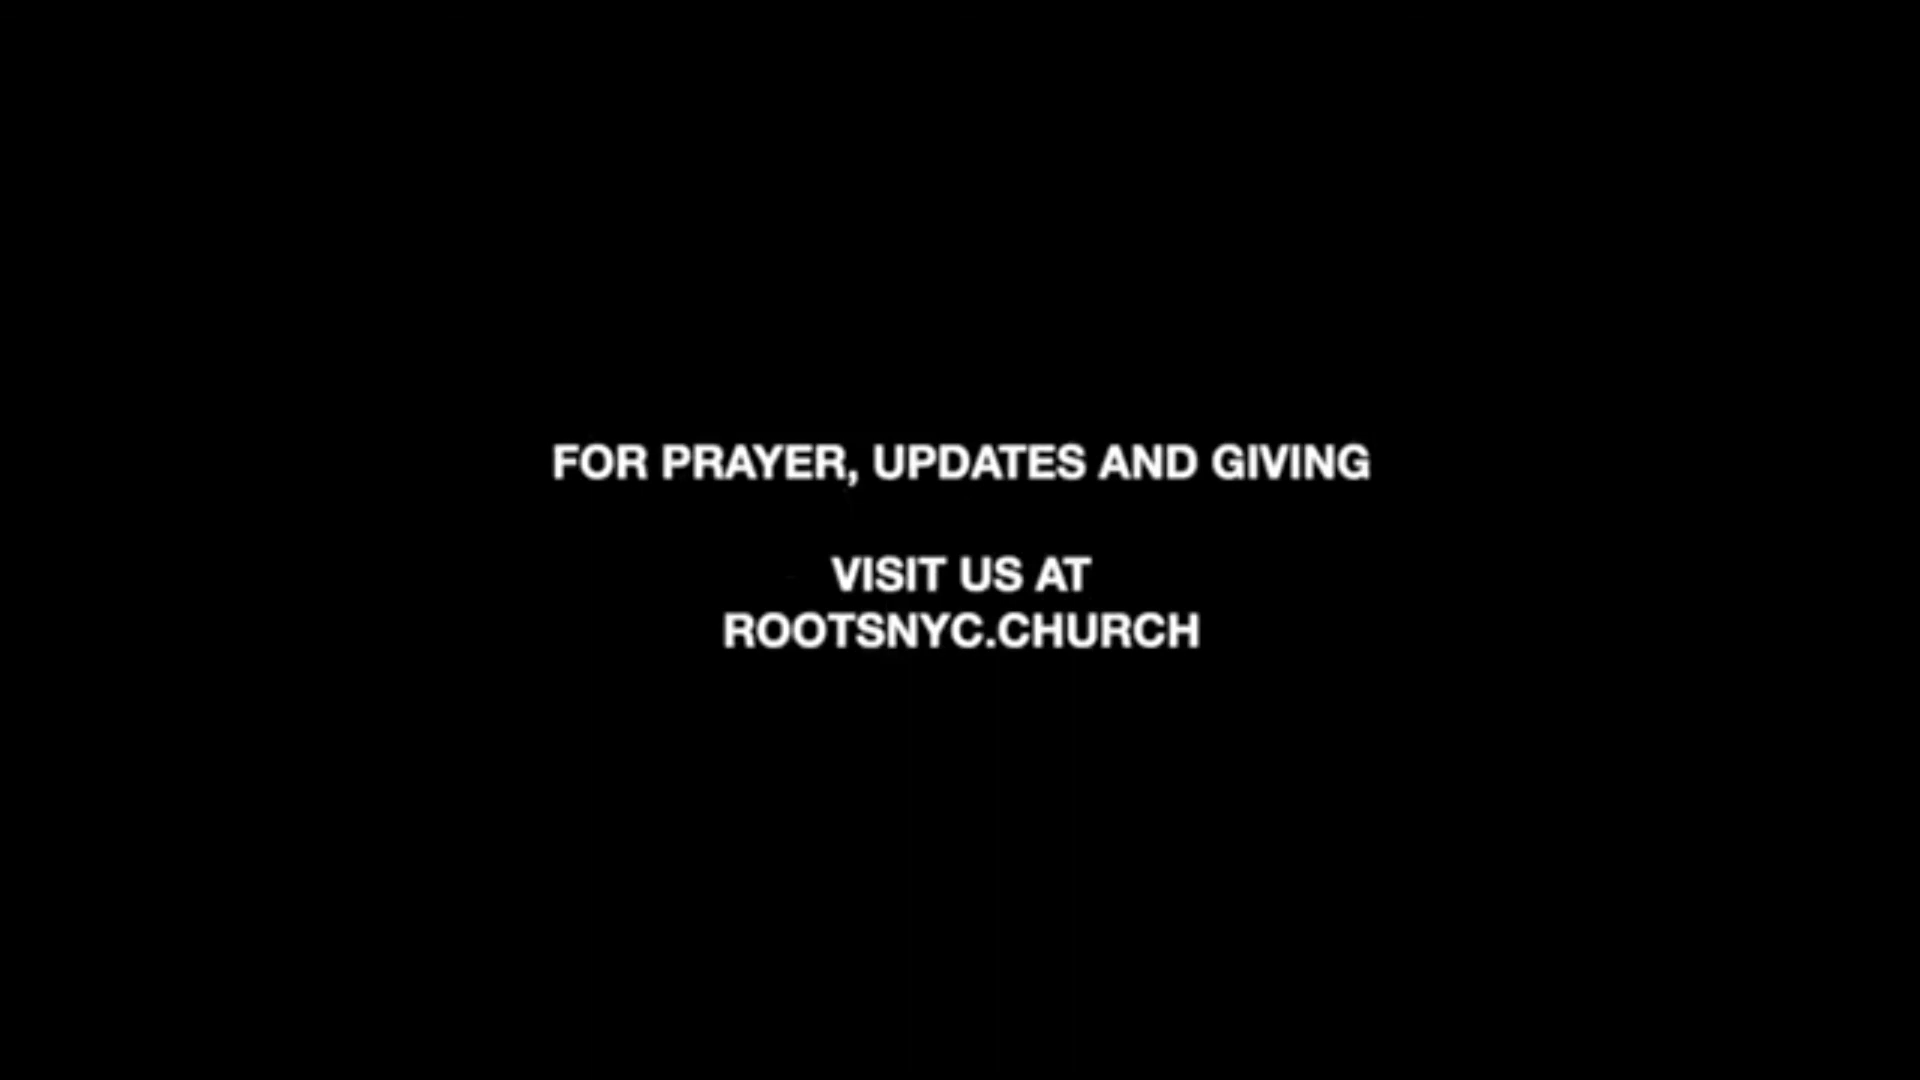 FOR PRAYER, UPDATES AND GIVING
VISIT US AT
ROOTSNYC.CHURCH